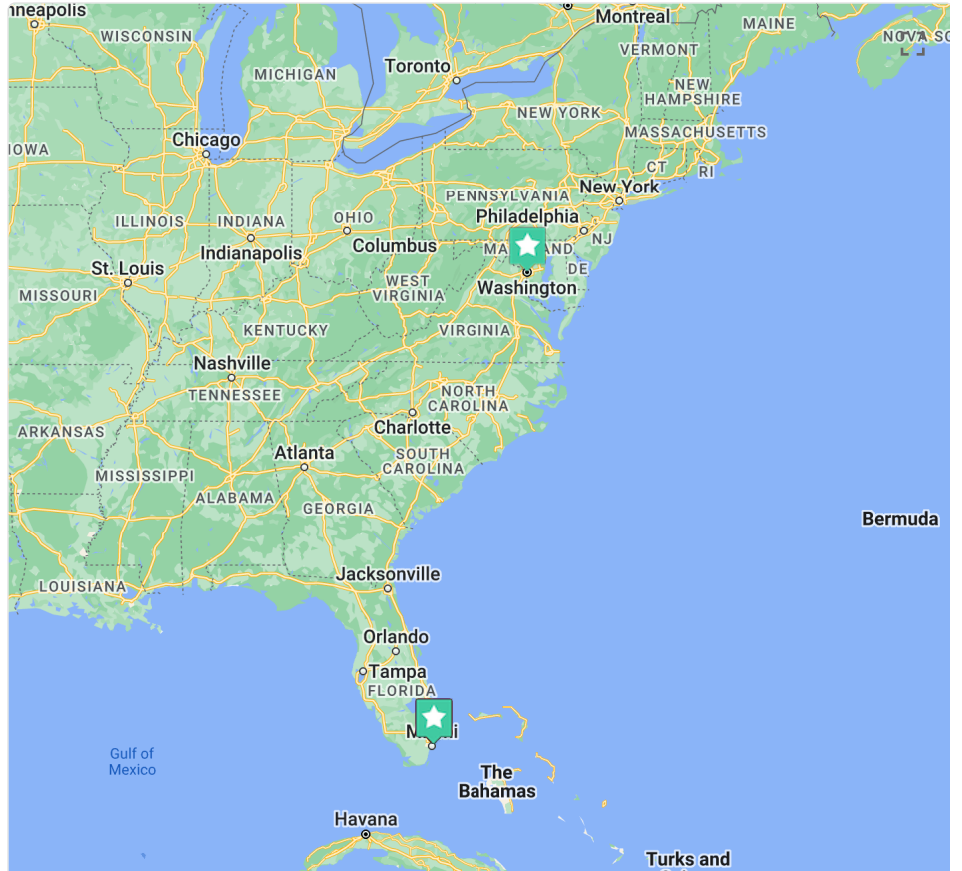 Montreal
MAINE
WISCONSIN
VERMONT
Toronto
MICHIGAN
NEW
HAMPSHIRE
NEW YORK
MASSACHUSETTS
Chicago
CT
RI
New York
PENNSYLVANIA
ILLINOIS
INDIANA
OHIO
Philadelphia
Indianapolis
Columbus
NJ
St. Louis
DE
MISSOURI
WEST
VIRGINIA
Washington
KENTUCKY
VIRGINIA
Nashville
TENNESSEE
NORTH
CAROLINA
ARKANSAS
Charlotte
Atlanta
SOUTH
CAROLINA
MISSISSIPPI
ALABAMA
GEORGIA
Bermuda
Jacksonville
LOUISIANA
Orlando
Tampa
FLORIDA
Gulf of
Mexico
The
Bahamas
Havana
Turks and